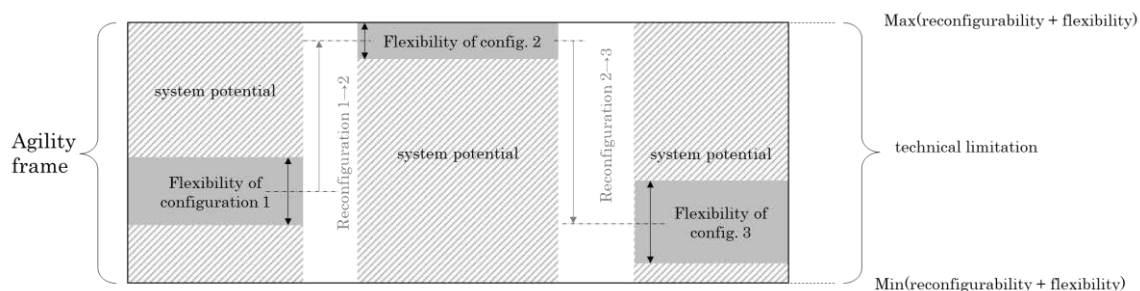 Agility
frame
system potential
Flexibility of
configuration 1
Reconfiguration 1→2
Flexibility of config. 2
system potential
Reconfiguration 2→3
system potential
Flexibility of
config. 3
Max(reconfigurability + flexibility)
technical limitation
Min(reconfigurability + flexibility)